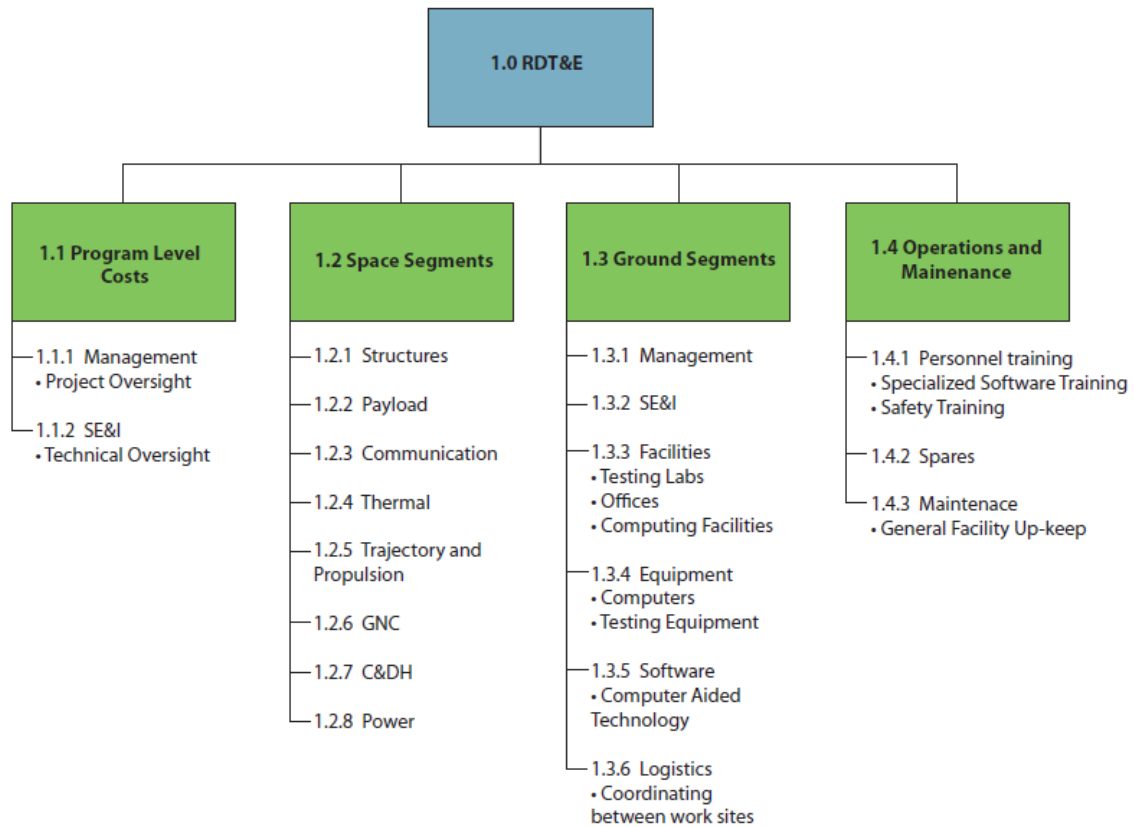 1.0 RDT&E
1.1 Program Level
Costs
1.1.1 Management
• Project Oversight
1.1.2 SE&I
• Technical Oversight
1.2 Space Segments
1.2.1 Structures
1.2.2 Payload
1.2.3 Communication
1.2.4 Thermal
1.2.5 Trajectory and
Propulsion
1.2.6 GNC
1.2.7 C&DH
1.2.8 Power
1.3 Ground Segments
1.3.1 Management
1.3.2 SE&I
1.3.3 Facilities
• Testing Labs
• Offices
• Computing Facilities
1.3.4 Equipment
• Computers
• Testing Equipment
1.3.5 Software
• Computer Aided
Technology
1.3.6 Logistics
• Coordinating
between work sites
1.4 Operations and
Mainenance
1.4.1 Personnel training
• Specialized Software Training
• Safety Training
1.4.2 Spares
1.4.3 Maintenace
• General Facility Up-keep